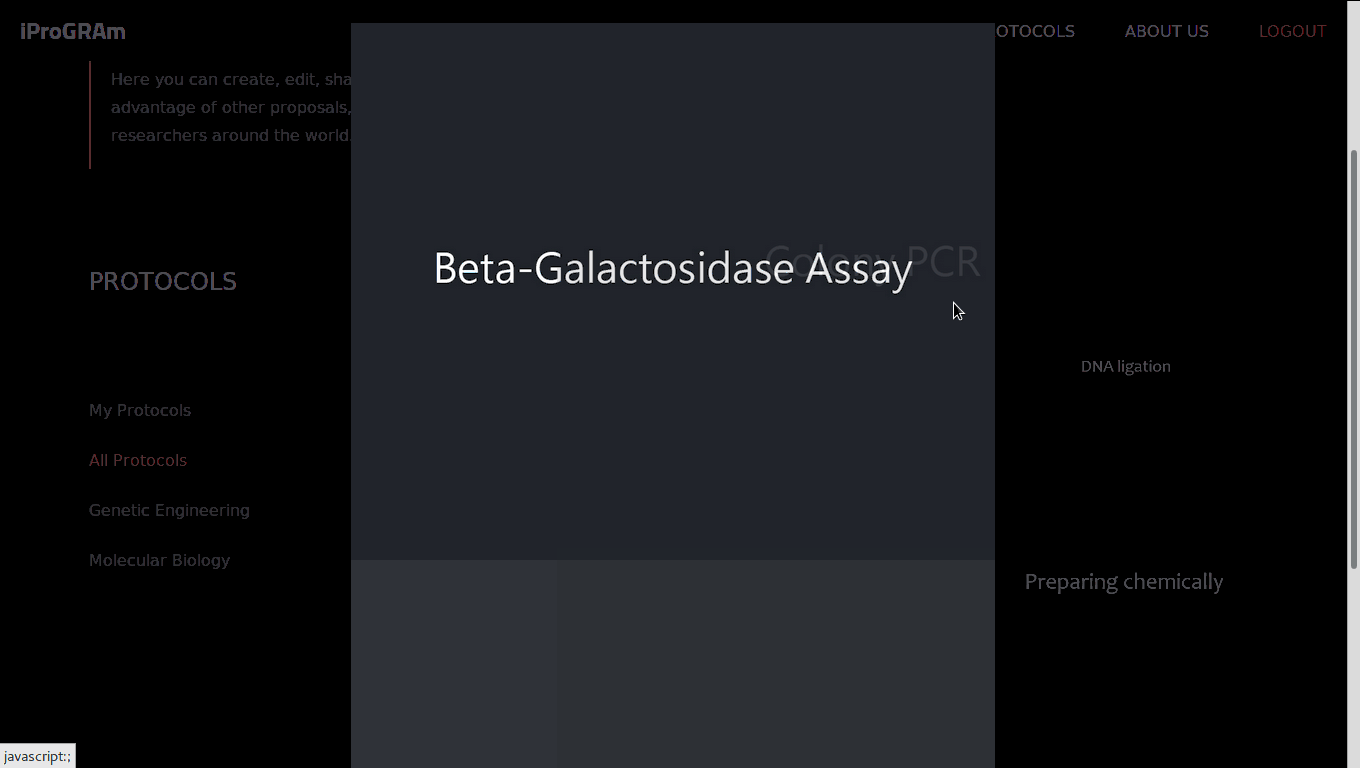 iProGRAm
OTOCOLS
ABOUT US
LOGOUT
Here you can create, edit, sha
advantage of other proposals,
researchers around the world.
Colony PCR
Beta-Galactosidase Assay
PROTOCOLS
DNA ligation
My Protocols
All Protocols
Genetic Engineering
Molecular Biology
Preparing chemically
javascript:;